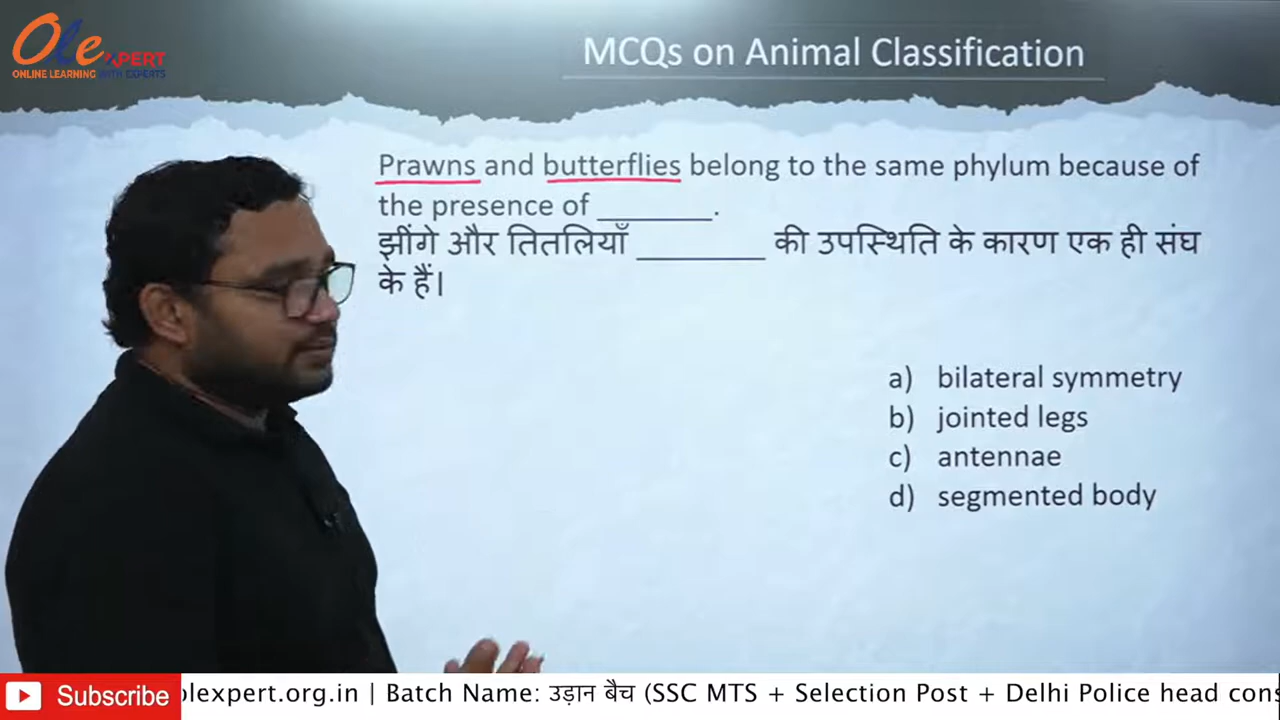 Ole xPERT
ONLINE LEARNING WITH EXPERTS
MCQs on Animal Classification
Prawns and butterflies belong to the same phylum because of
the presence of _______.
झींगे और तितलियाँ ________ की उपस्थिति के कारण एक ही संघ
के हैं।
a) bilateral symmetry
b) jointed legs
c) antennae
d) segmented body
Subscribe
olexpert.org.in | Batch Name: उड़ान बैच (SSC MTS + Selection Post + Delhi Police head cons